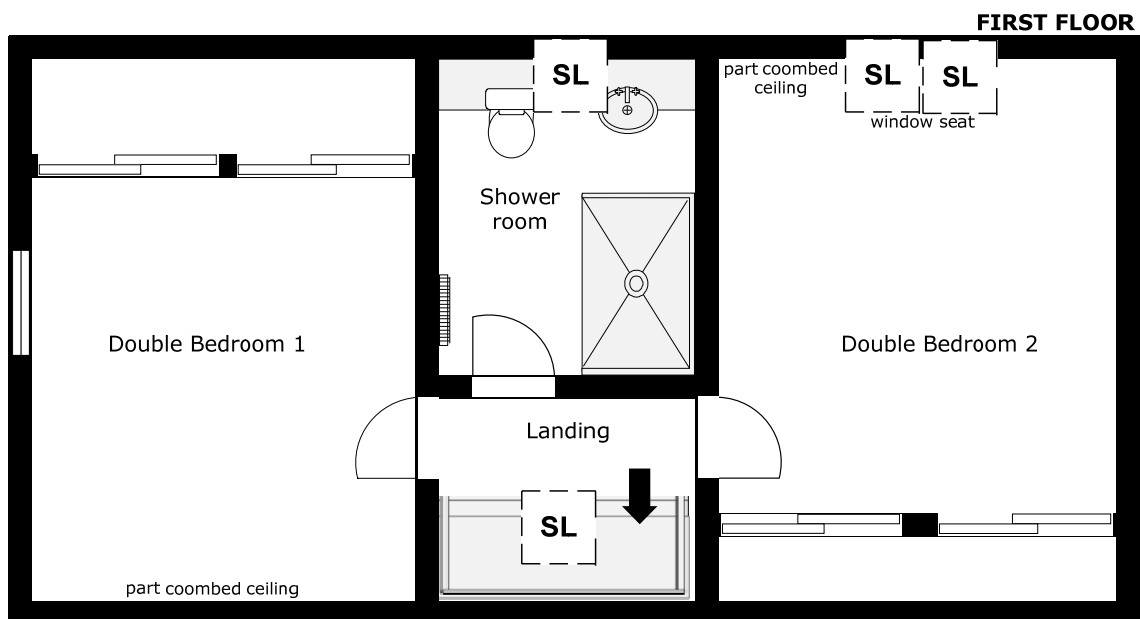 FIRST FLOOR
part coombed
ceiling
SL
SL
SL
window seat
Shower
room
Double Bedroom 1
Double Bedroom 2
Landing
SL
part coombed ceiling